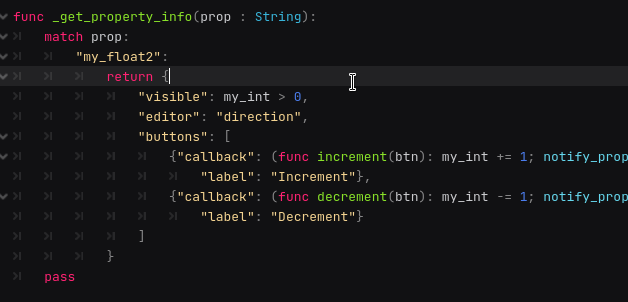 func _get_property_info(prop : String):
match prop:
"my_float2":
return {
"visible": my_int > 0,
"editor": "direction",
"buttons": [
{"callback": (func increment(btn): my_int += 1; notify_prop
"label": "Increment"},
{"callback": (func decrement(btn): my_int -= 1; notify_prop
"label": "Decrement"}
]
}
pass